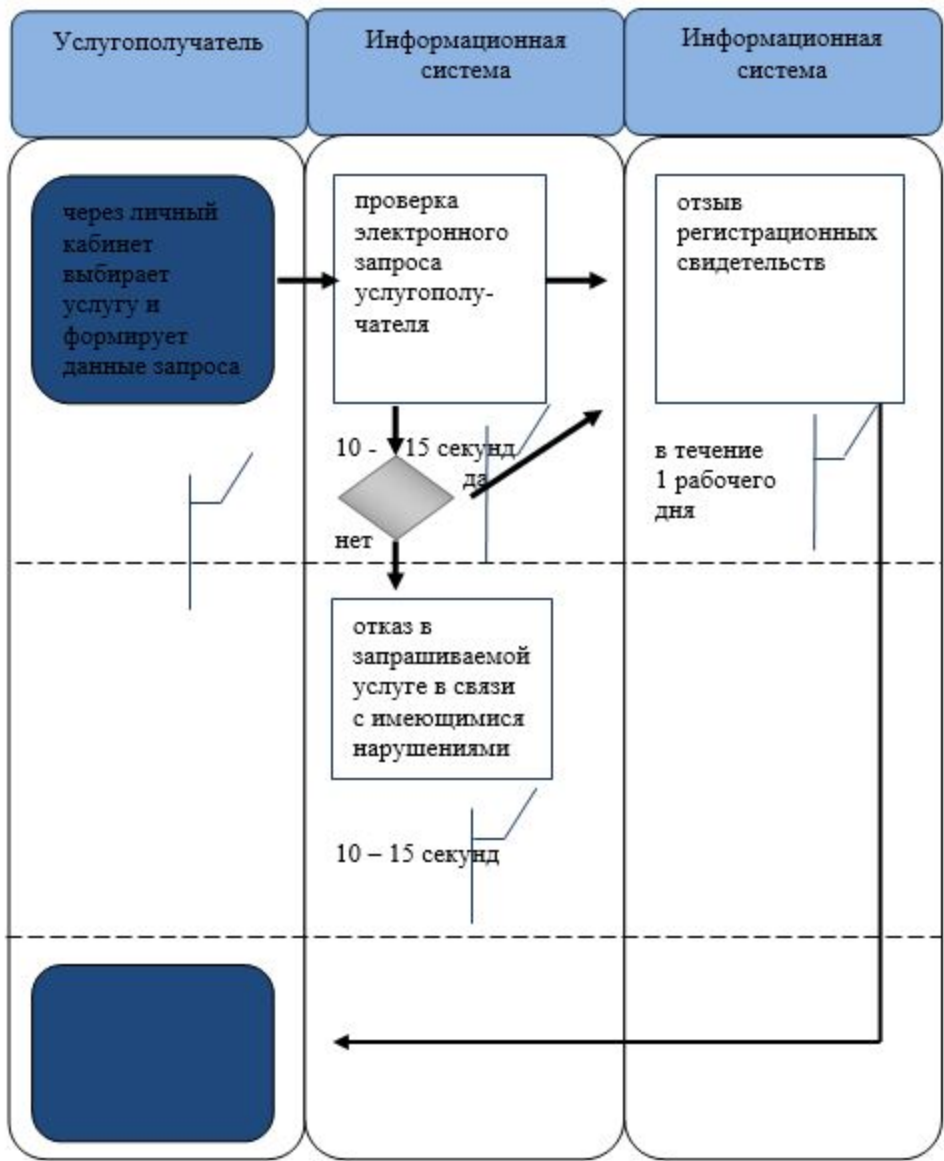 Услугополучатель
Информационная
система
Информационная
система
через личный
кабинет
выбирает
услугу и
формирует
данные запроса
проверка
электронного
запроса
услугополу-
чателя
10 - 15 секунд
да
нет
отзыв
регистрационных
свидетельств
в течение
1 рабочего
дня
отказ в
запрашиваемой
услуге в связи
с имеющимися
нарушениями
10 – 15 секунд